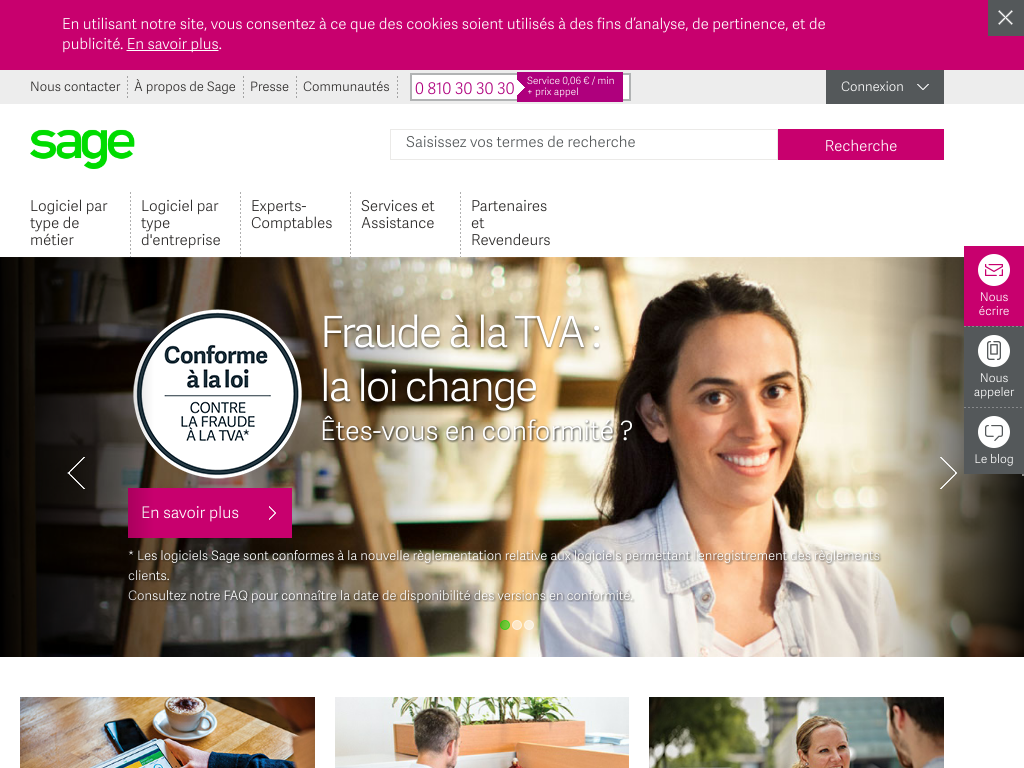 En utilisant notre site, vous consentez à ce que des cookies soient utilisés à des fins d'analyse, de pertinence, et de
publicité. En savoir plus.
Nous contacter
À propos de Sage
Presse
Communautés
0 810 30 30 30
Service 0,06 € / min
+ prix appel
Connexion
sage
Saisissez vos termes de recherche
Recherche
Logiciel par
type de
métier
Logiciel par
type
d'entreprise
Experts-
Comptables
Services et
Assistance
Partenaires
et
Revendeurs
Nous
écrire
Nous
appeler
Le blog
Conforme
à la loi
CONTRE
LA FRAUDE
À LA TVA*
Fraude à la TVA :
la loi change
Êtes-vous en conformité ?
En savoir plus
* Les logiciels Sage sont conformes à la nouvelle règlementation relative aux logiciels permettant l'enregistrement des règlements
clients.
Consultez notre FAQ pour connaître la date de disponibilité des versions en conformité.